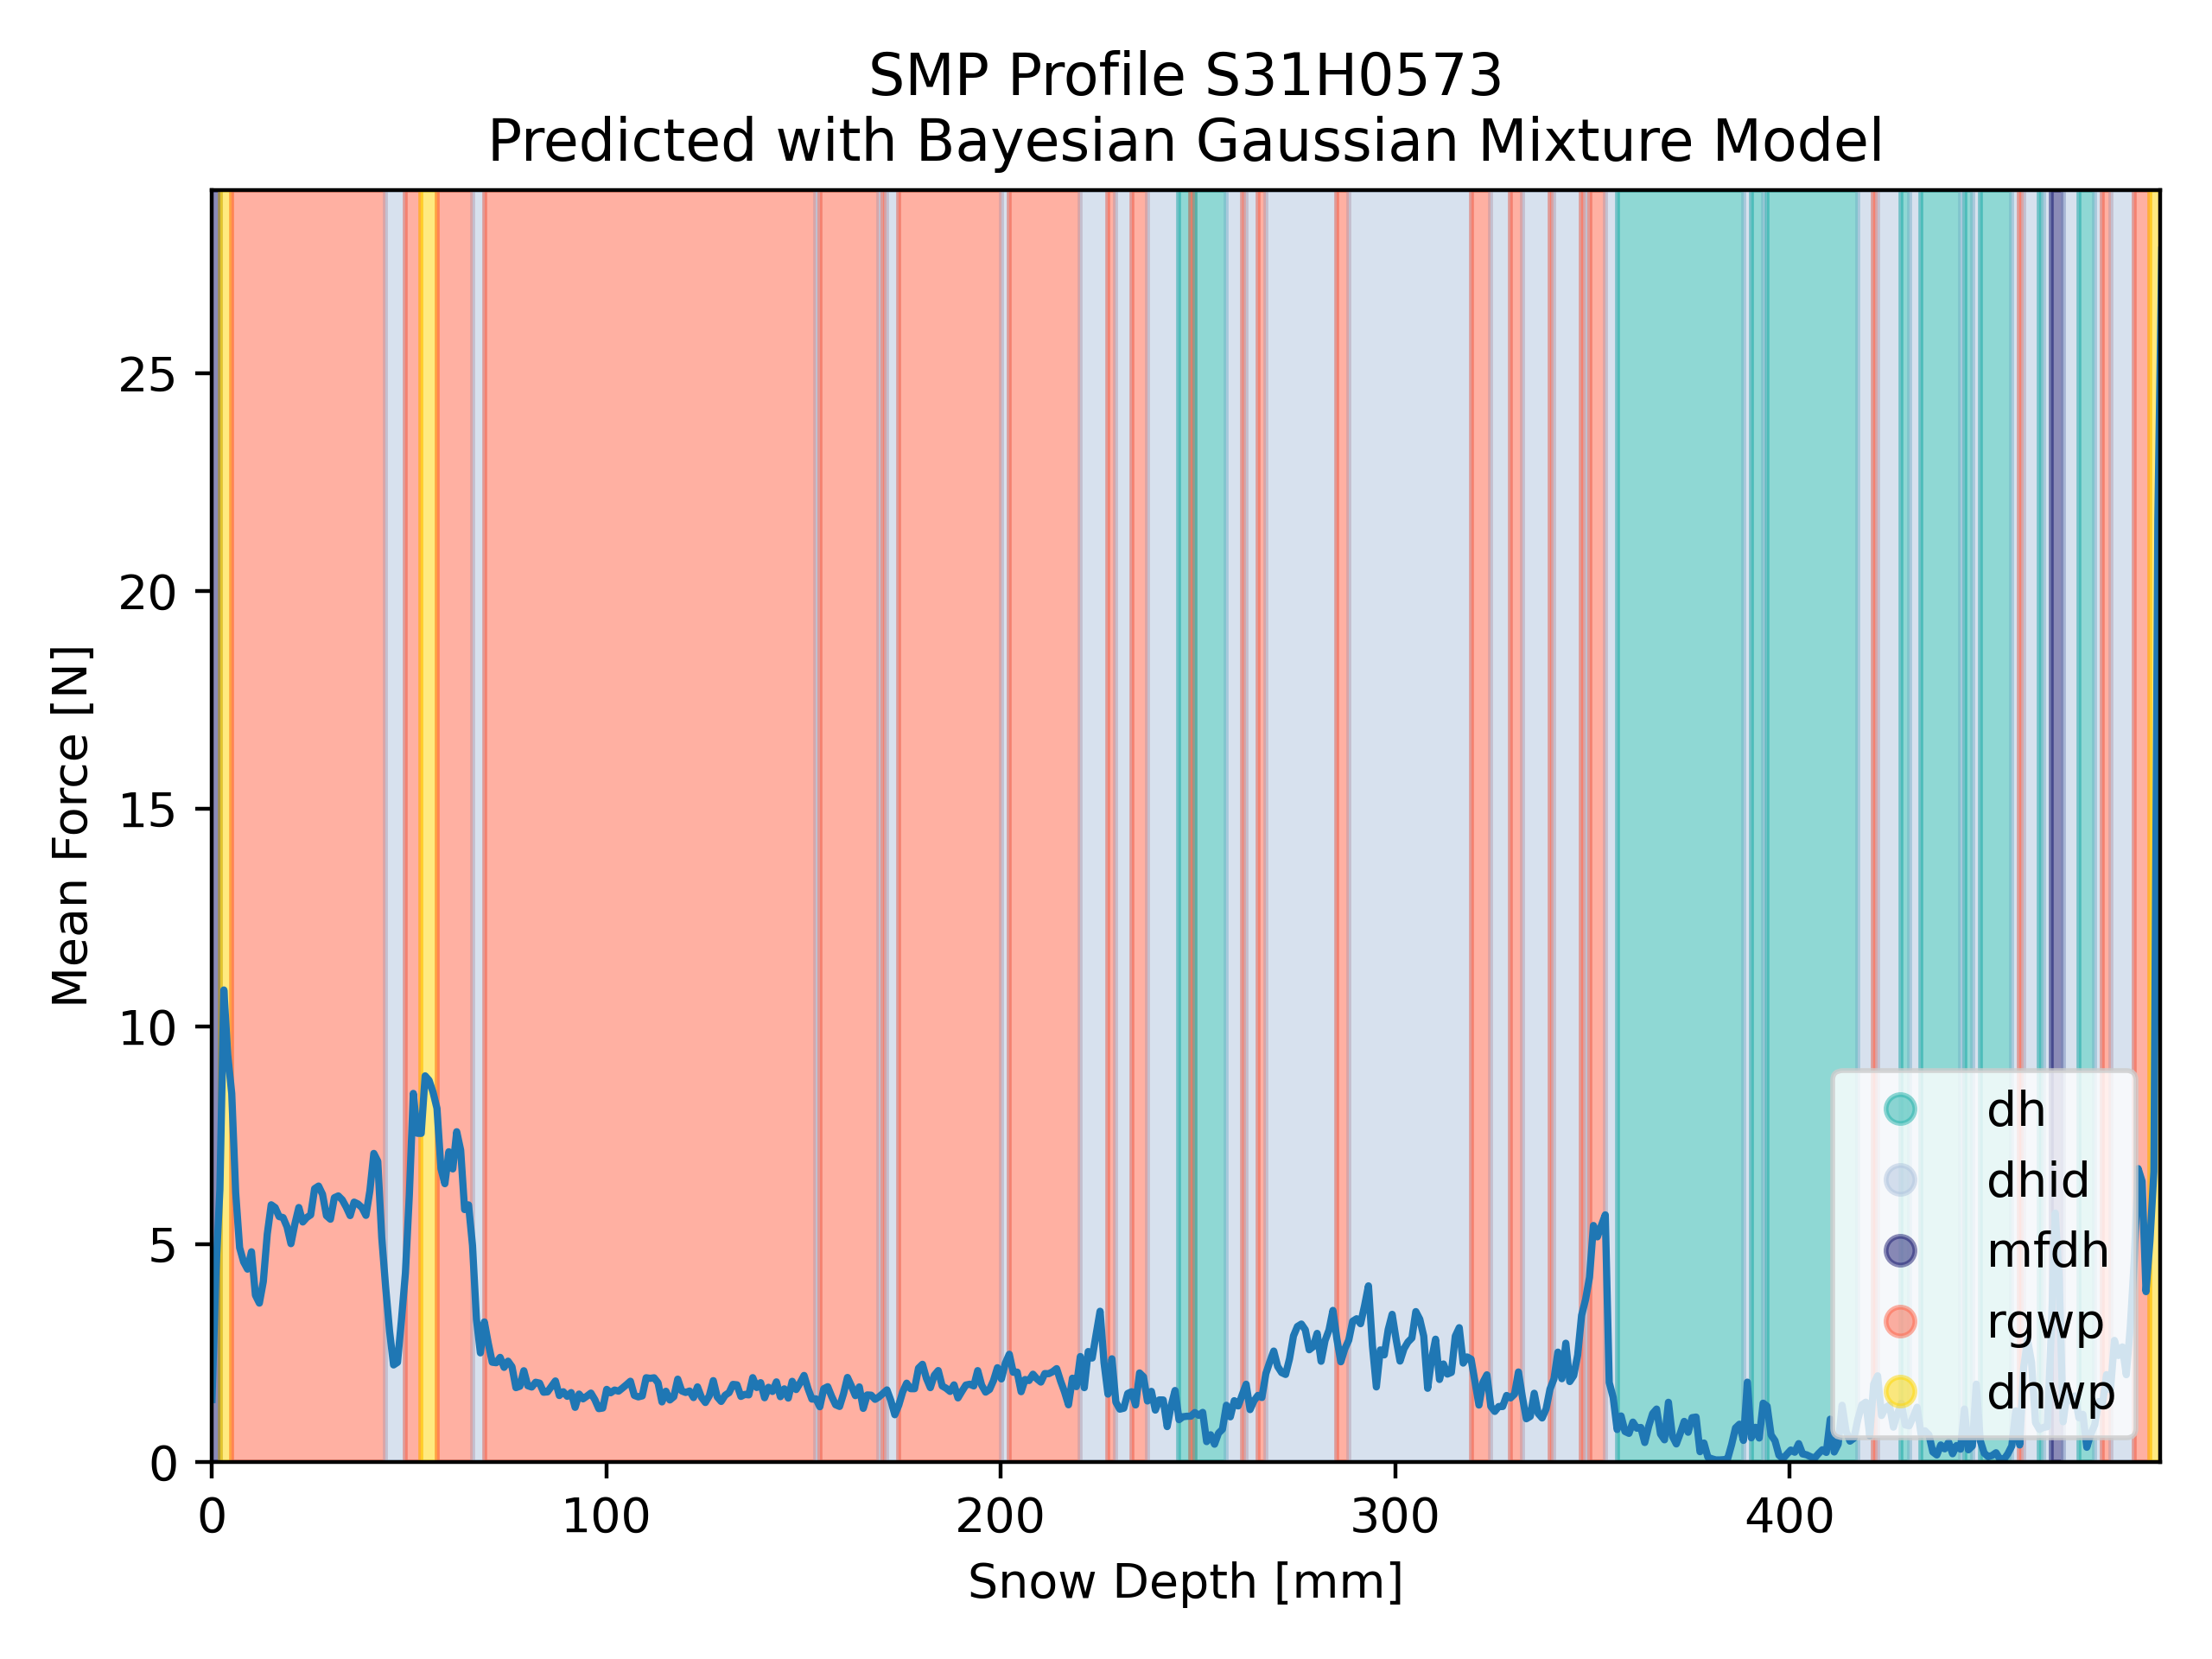 SMP Profile S31H0573
Predicted with Bayesian Gaussian Mixture Model
Mean Force [N]
25
20
15
10
5
0
0 100 200 300 400
Snow Depth [mm]
dh
dhid
mfdh
rgwp
dhwp